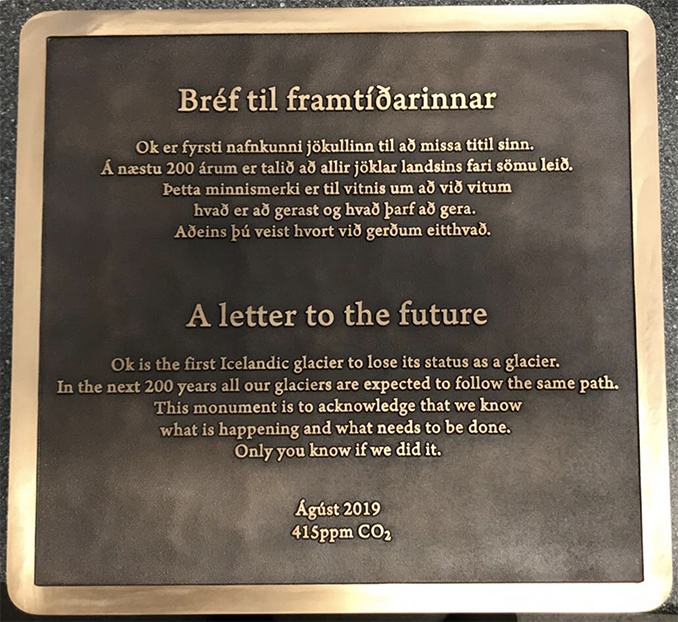 Bréf til framtíðarinnar
Ok er fyrsti nafnkunni jökullinn til að missa titil sinn.
Á næstu 200 árum er talið að allir jöklar landsins fari sömu leið.
Þetta minnismerki er til vitnis um að við vitum
hvað er að gerast og hvað þarf að gera.
Aðeins þú veist hvort við gerðum eitthvað.
A letter to the future
Ok is the first Icelandic glacier to lose its status as a glacier.
In the next 200 years all our glaciers are expected to follow the same path.
This monument is to acknowledge that we know
what is happening and what needs to be done.
Only you know if we did it.
Ágúst 2019
415ppm CO₂